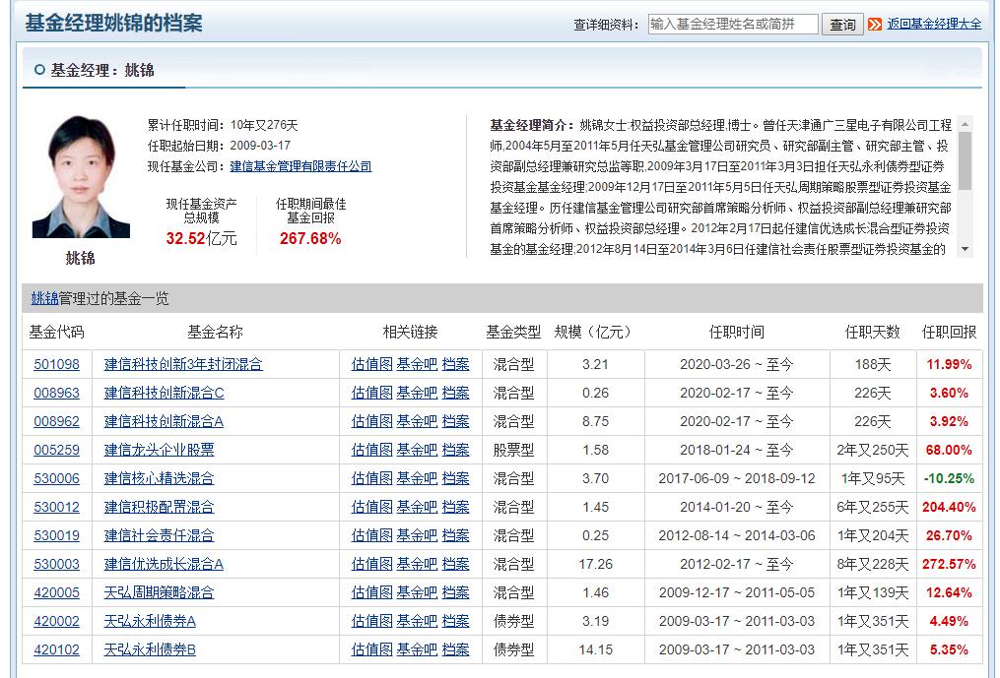 基金经理姚锦的档案
查详细资料： 输入基金经理姓名或简拼 查询 返回基金经理大全
基金经理：姚锦
累计任职时间：10年又276天
任职起始日期：2009-03-17
现任基金公司：建信基金管理有限责任公司
现任基金资产
总规模
32.52亿元
任职期间最佳
基金回报
267.68%
姚锦
基金经理简介：姚锦女士:权益投资部总经理,博士。曾任天津通广三星电子有限公司工程
师,2004年5月至2011年5月任天弘基金管理公司研究员、研究部副主管、研究部主管、投
资部副总经理兼研究总监等职,2009年3月17日至2011年3月3日担任天弘永利债券型证券
投资基金基金经理;2009年12月17日至2011年5月5日任天弘周期策略股票型证券投资基金
基金经理。历任建信基金管理公司研究部首席策略分析师、权益投资部副总经理兼研究部
首席策略分析师、权益投资部总经理。2012年2月17日起任建信优选成长混合型证券投资
基金的基金经理;2012年8月14日至2014年3月6日任建信社会责任股票型证券投资基金的
姚锦管理过的基金一览
基金代码 基金名称 相关链接 基金类型 规模（亿元） 任职时间 任职天数 任职回报
501098 建信科技创新3年封闭混合 估值图 基金吧 档案 混合型 3.21 2020-03-26 ~ 至今 188天 11.99%
008963 建信科技创新混合C 估值图 基金吧 档案 混合型 0.26 2020-02-17 ~ 至今 226天 3.60%
008962 建信科技创新混合A 估值图 基金吧 档案 混合型 8.75 2020-02-17 ~ 至今 226天 3.92%
005259 建信龙头企业股票 估值图 基金吧 档案 股票型 1.58 2018-01-24 ~ 至今 2年又250天 68.00%
530006 建信核心精选混合 估值图 基金吧 档案 混合型 3.70 2017-06-09 ~ 2018-09-12 1年又95天 -10.25%
530012 建信积极配置混合 估值图 基金吧 档案 混合型 1.45 2014-01-20 ~ 至今 6年又255天 204.40%
530019 建信社会责任混合 估值图 基金吧 档案 混合型 0.25 2012-08-14 ~ 2014-03-06 1年又204天 26.70%
530003 建信优选成长混合A 估值图 基金吧 档案 混合型 17.26 2012-02-17 ~ 至今 8年又228天 272.57%
420005 天弘周期策略混合 估值图 基金吧 档案 混合型 1.46 2009-12-17 ~ 2011-05-05 1年又139天 12.64%
420002 天弘永利债券A 估值图 基金吧 档案 债券型 3.19 2009-03-17 ~ 2011-03-03 1年又351天 4.49%
420102 天弘永利债券B 估值图 基金吧 档案 债券型 14.15 2009-03-17 ~ 2011-03-03 1年又351天 5.35%